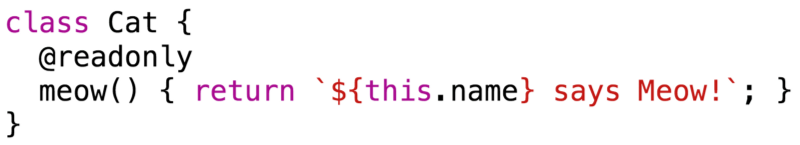 class Cat {
  @readonly
  meow() { return `${this.name} says Meow!`; }
}